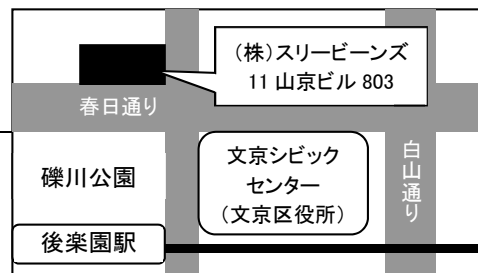 (株)スリービーンズ
11 山京ビル 803
春日通り
礫川公園
文京シビック
センター
(文京区役所)
白山通り
後楽園駅